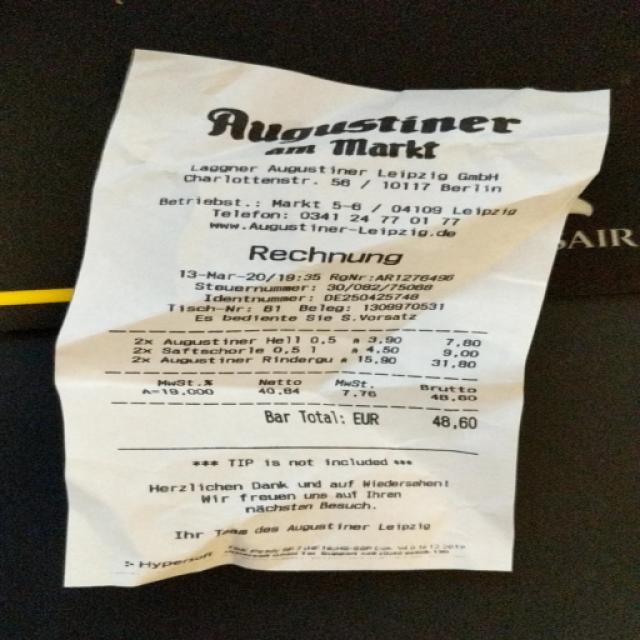 Augustiner
am Markt
Laggner Augustiner Leipzig GmbH
Charlottenstr. 56 / 10117 Berlin
Betriebst.: Markt 5-6 / 04109 Leipzig
Telefon: 0341 24 77 01 77
www.Augustiner-Leipzig.de
Rechnung
13-Mar-20/19:35 RgNr:AR1276496
Steuernummer: 30/082/75088
Identnummer: DE250425748
Tisch-Nr: 61 Beleg: 1309970531
Es bediente Sie S.Vorsatz
2x Augustiner Hell 0,5 a 3,90 7,80
2x Saftschorle 0,5 l a 4,50 9,00
2x Augustiner Rindergu a 15,90 31,80
MwSt.% Netto MwSt. Brutto
A=19,000 40,84 7,76 48,60
Bar Total: EUR 48,60
*** TIP is not included ***
Herzlichen Dank und auf Wiedersehen!
Wir freuen uns auf Ihren
nächsten Besuch.
Ihr Team des Augustiner Leipzig
:- Hypersoft
SAIR